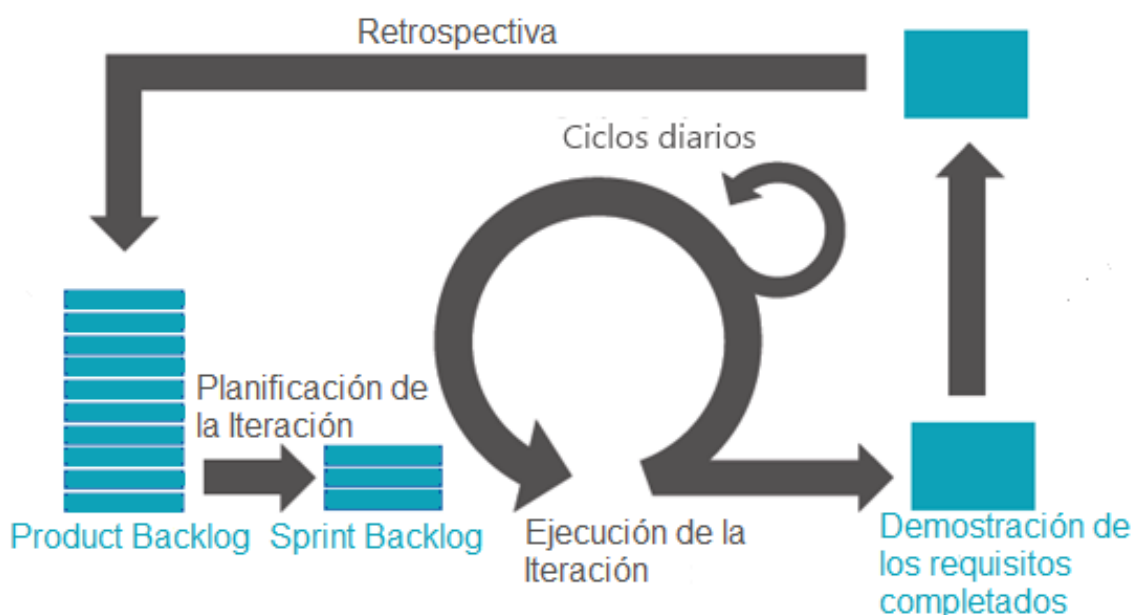 Retrospectiva
Ciclos diarios
Planificación de
la Iteración
Product Backlog
Sprint Backlog
Ejecución de la
Iteración
Demostración de
los requisitos
completados